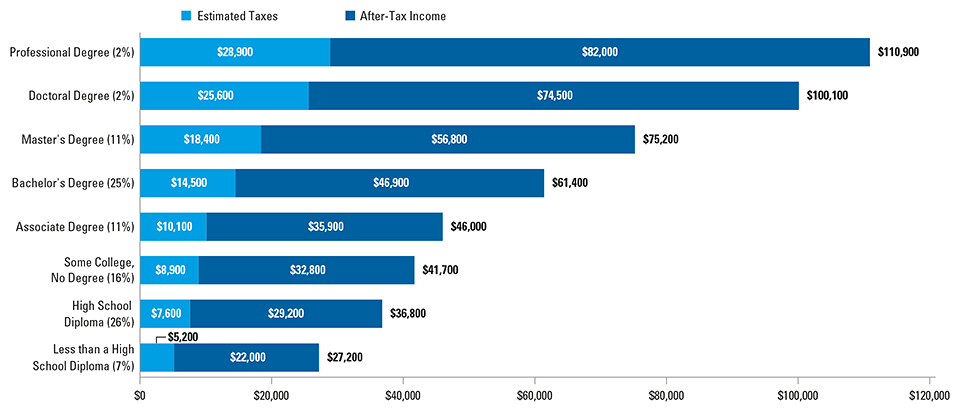 Estimated Taxes After-Tax Income
Professional Degree (2%) $28,900 $82,000 $110,900
Doctoral Degree (2%) $25,600 $74,500 $100,100
Master's Degree (11%) $18,400 $56,800 $75,200
Bachelor's Degree (25%) $14,500 $46,900 $61,400
Associate Degree (11%) $10,100 $35,900 $46,000
Some College,
No Degree (16%) $8,900 $32,800 $41,700
High School
Diploma (26%) $7,600 $29,200 $36,800
$5,200
Less than a High
School Diploma (7%) $22,000 $27,200
$0 $20,000 $40,000 $60,000 $80,000 $100,000 $120,000